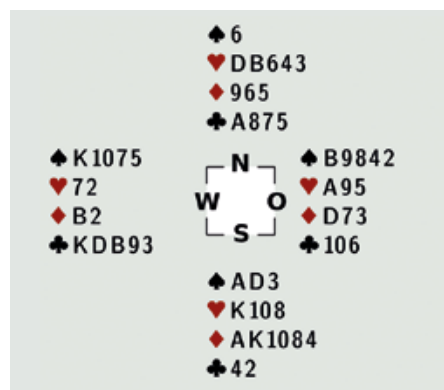 ♠ 6
♥ DB643
♦ 965
♣ A875
♠ K1075
♥ 72
♦ B2
♣ KDB93
N
W O
S
♠ B9842
♥ A95
♦ D73
♣ 106
♠ AD3
♥ K108
♦ AK1084
♣ 42